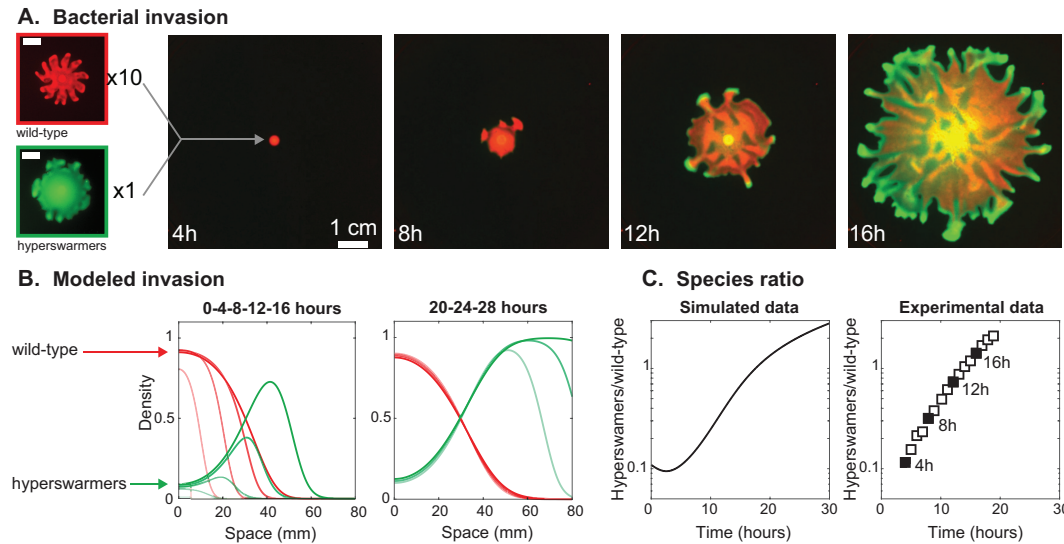 A. Bacterial invasion
wild-type
x10
hyperswarmers
x1
4h
1 cm
8h
12h
16h
B. Modeled invasion
0-4-8-12-16 hours
20-24-28 hours
wild-type
hyperswarmers
Density
1
0.5
0
0 20 40 60 80
Space (mm)
1
0.5
0
0 20 40 60 80
Space (mm)
C. Species ratio
Simulated data
Hyperswarmers/wild-type
1
0.1
0 10 20 30
Time (hours)
Experimental data
Hyperswarmers/wild-type
1
0.1
16h
12h
8h
4h
0 10 20 30
Time (hours)